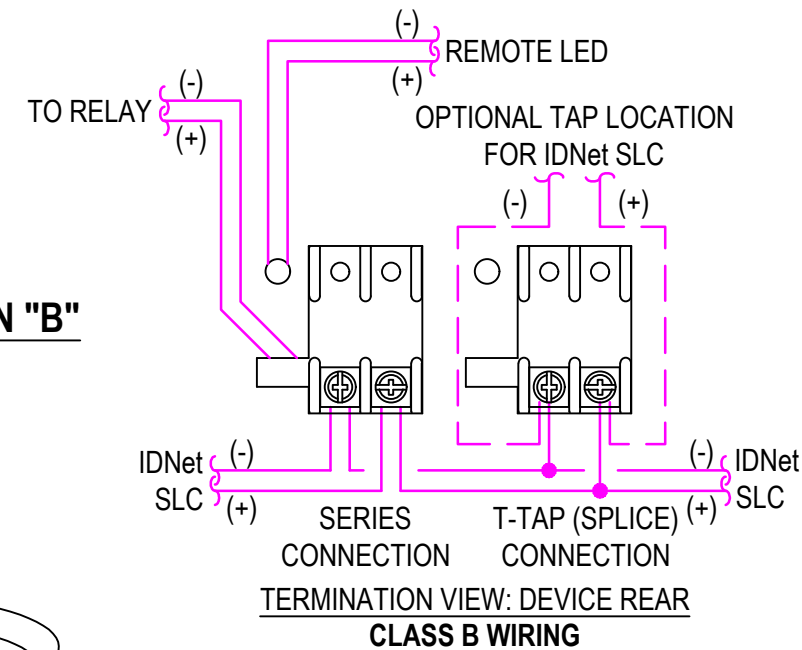 (-)
REMOTE LED
(+)
TO RELAY
(-)
(+)
OPTIONAL TAP LOCATION
FOR IDNet SLC
(-)
(+)
N "B"
IDNet
SLC
(-)
(+)
SERIES
CONNECTION
T-TAP (SPLICE)
CONNECTION
(-)
(+)
IDNet
SLC
TERMINATION VIEW: DEVICE REAR
CLASS B WIRING